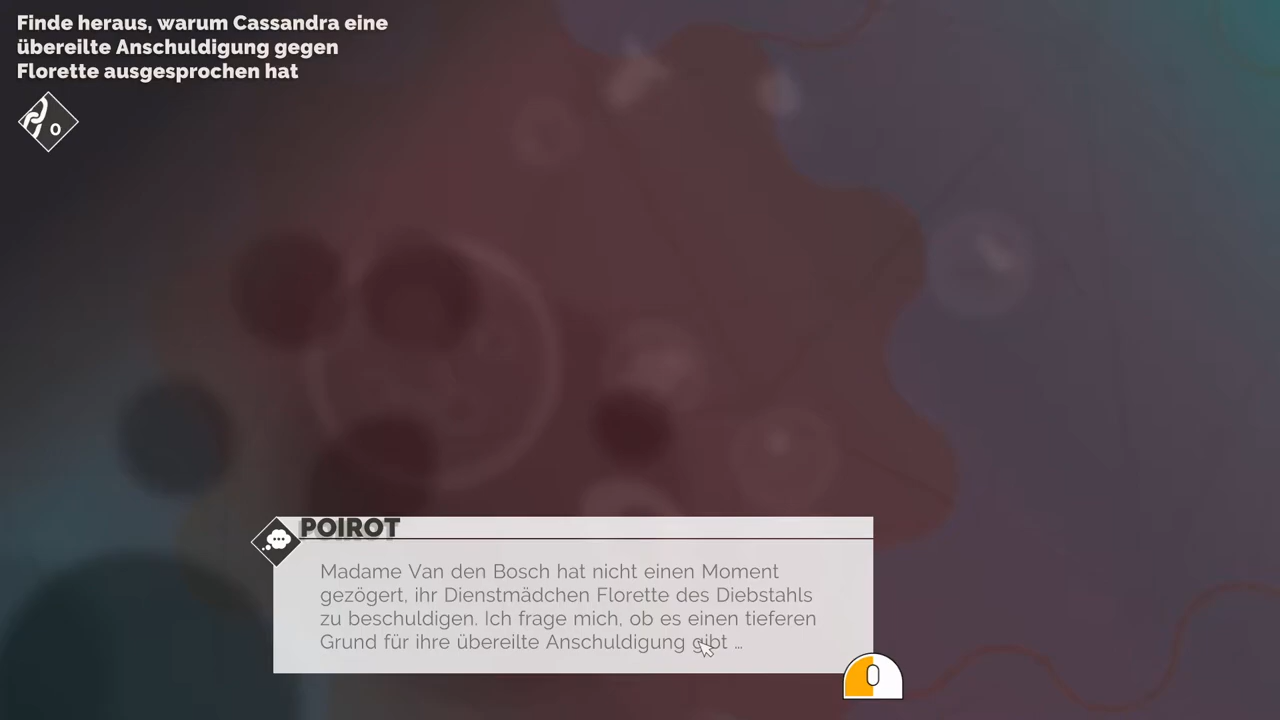 Finde heraus, warum Cassandra eine
übereilte Anschuldigung gegen
Florette ausgesprochen hat
0
POIROT
Madame Van den Bosch hat nicht einen Moment
gezögert, ihr Dienstmädchen Florette des Diebstahls
zu beschuldigen. Ich frage mich, ob es einen tieferen
Grund für ihre übereilte Anschuldigung gibt ...